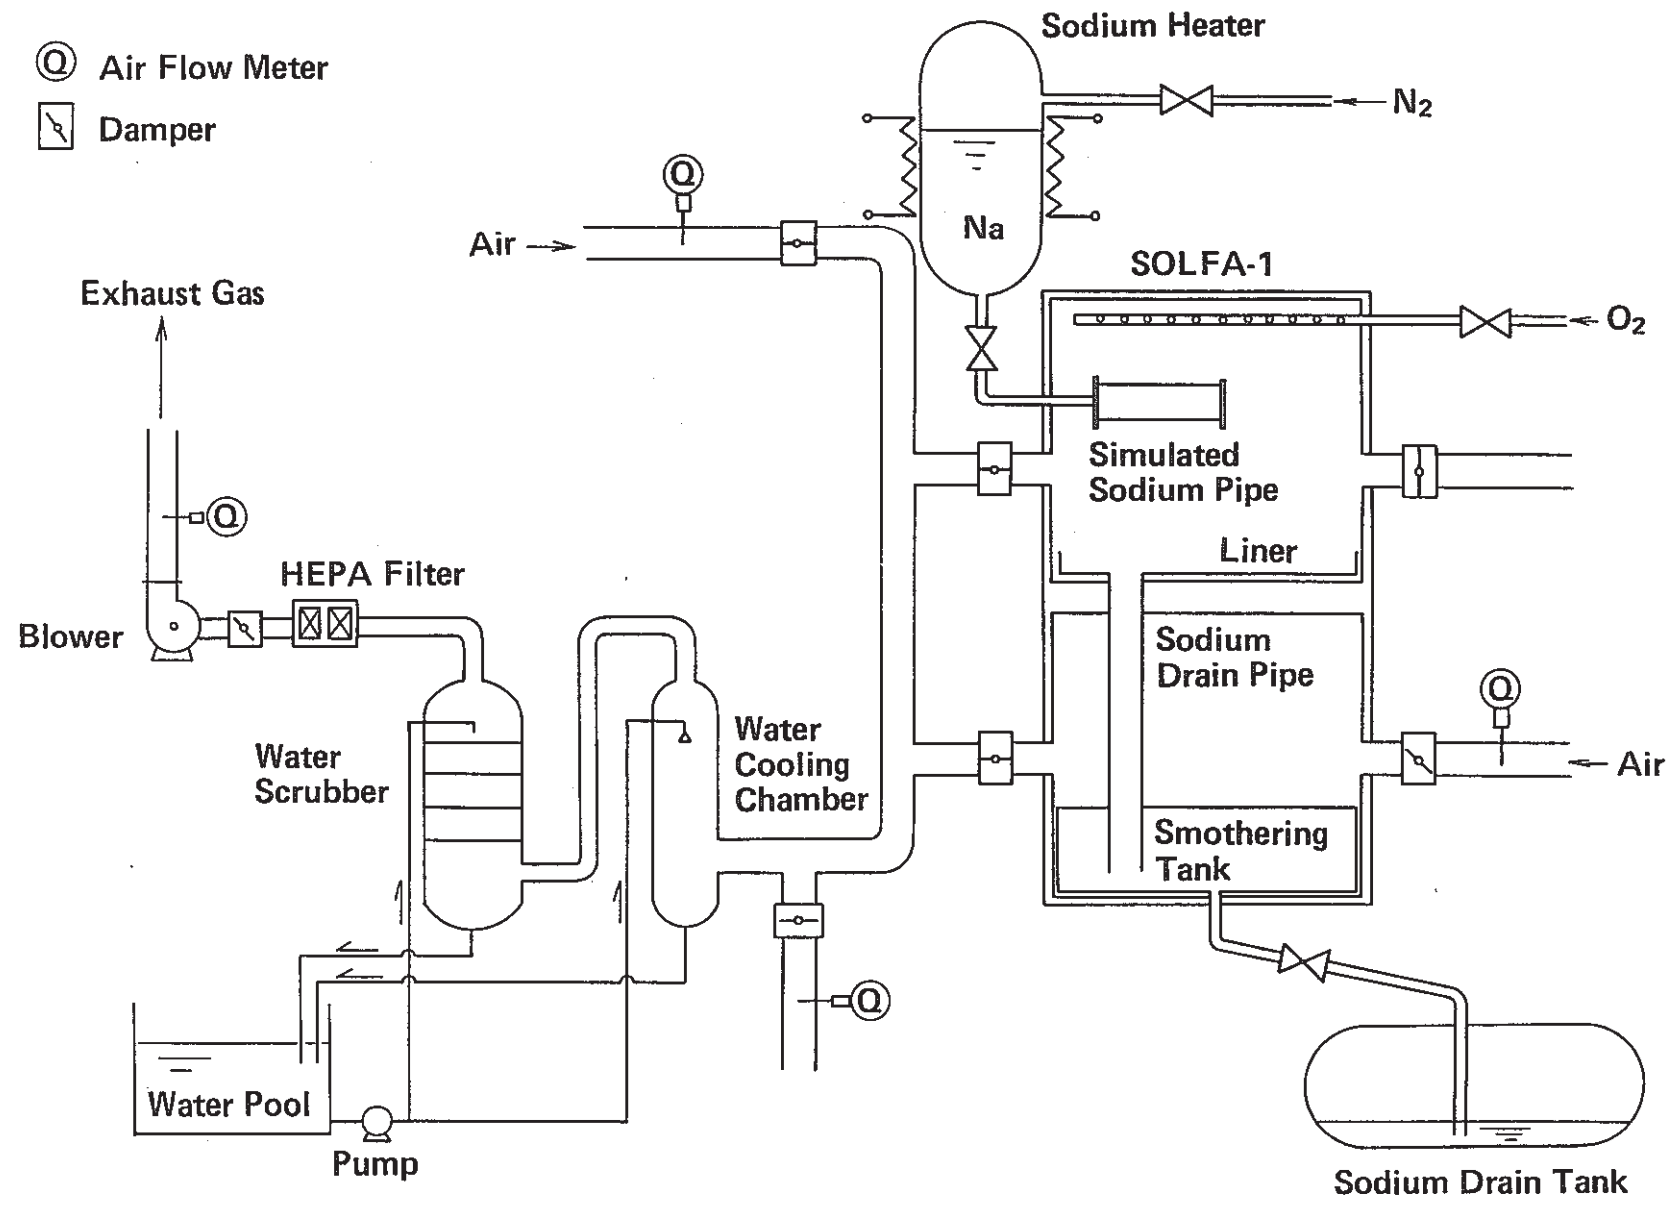 Sodium Heater
Q Air Flow Meter
Damper
N2
Q
Air
Na
SOLFA-1
Exhaust Gas
O2
Simulated
Sodium Pipe
Q
Liner
HEPA Filter
Blower
Sodium
Drain Pipe
Q
Water
Scrubber
Water
Cooling
Chamber
Air
Smothering
Tank
Q
Water Pool
Pump
Sodium Drain Tank